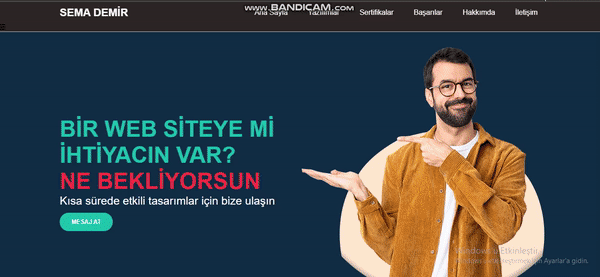 SEMA DEMİR
www.BANDICAM.com
Ana Sayfa Yazılımlar Sertifikalar Başarılar Hakkımda İletişim
BİR WEB SİTEYE Mİ
İHTİYACIN VAR?
NE BEKLİYORSUN
Kısa sürede etkili tasarımlar için bize ulaşın
MESAJ AT
Windows'u Etkinleştir
Windows'u etkinleştirmek için Ayarlar'a gidin.